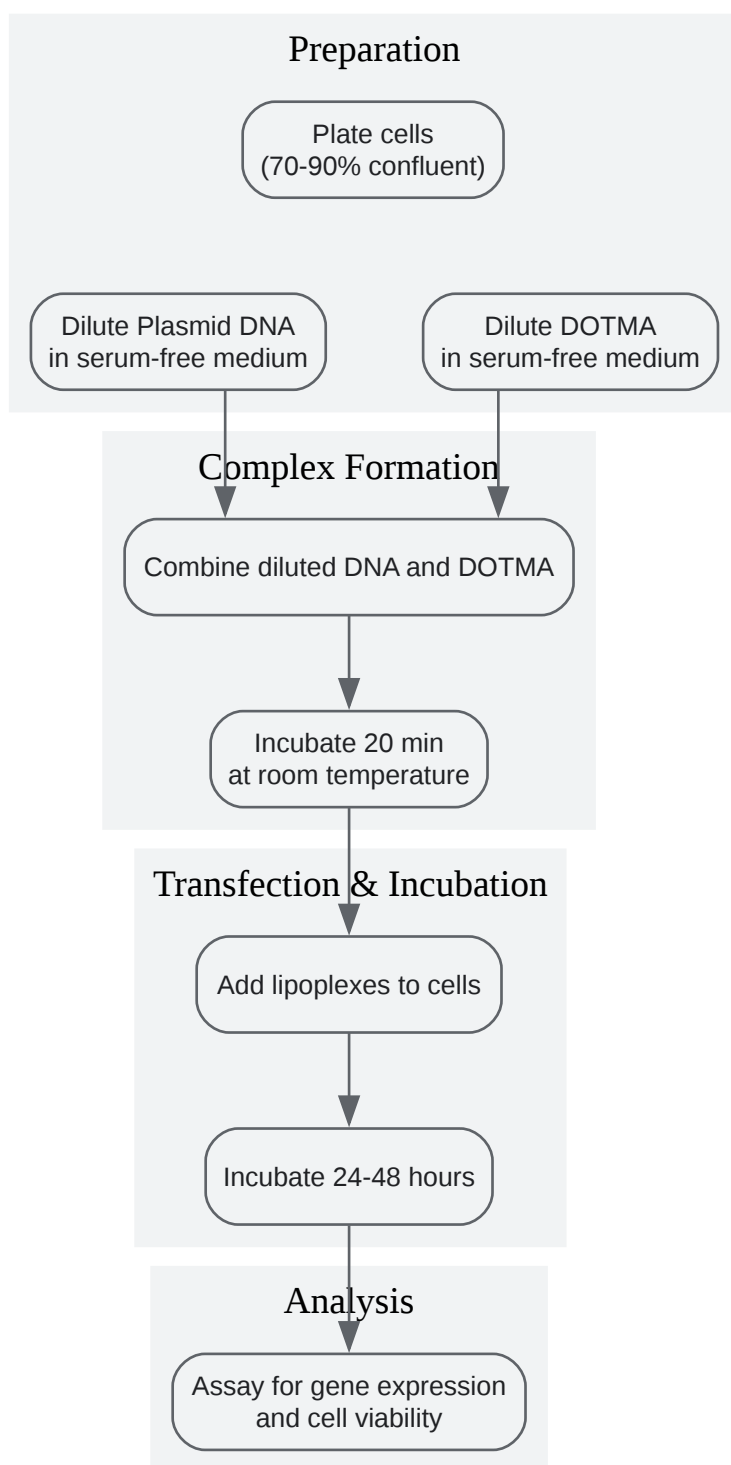 Preparation
Plate cells
(70-90% confluent)
Dilute Plasmid DNA
in serum-free medium
Dilute DOTMA
in serum-free medium
Complex Formation
Combine diluted DNA and DOTMA
Incubate 20 min
at room temperature
Transfection & Incubation
Add lipoplexes to cells
Incubate 24-48 hours
Analysis
Assay for gene expression
and cell viability